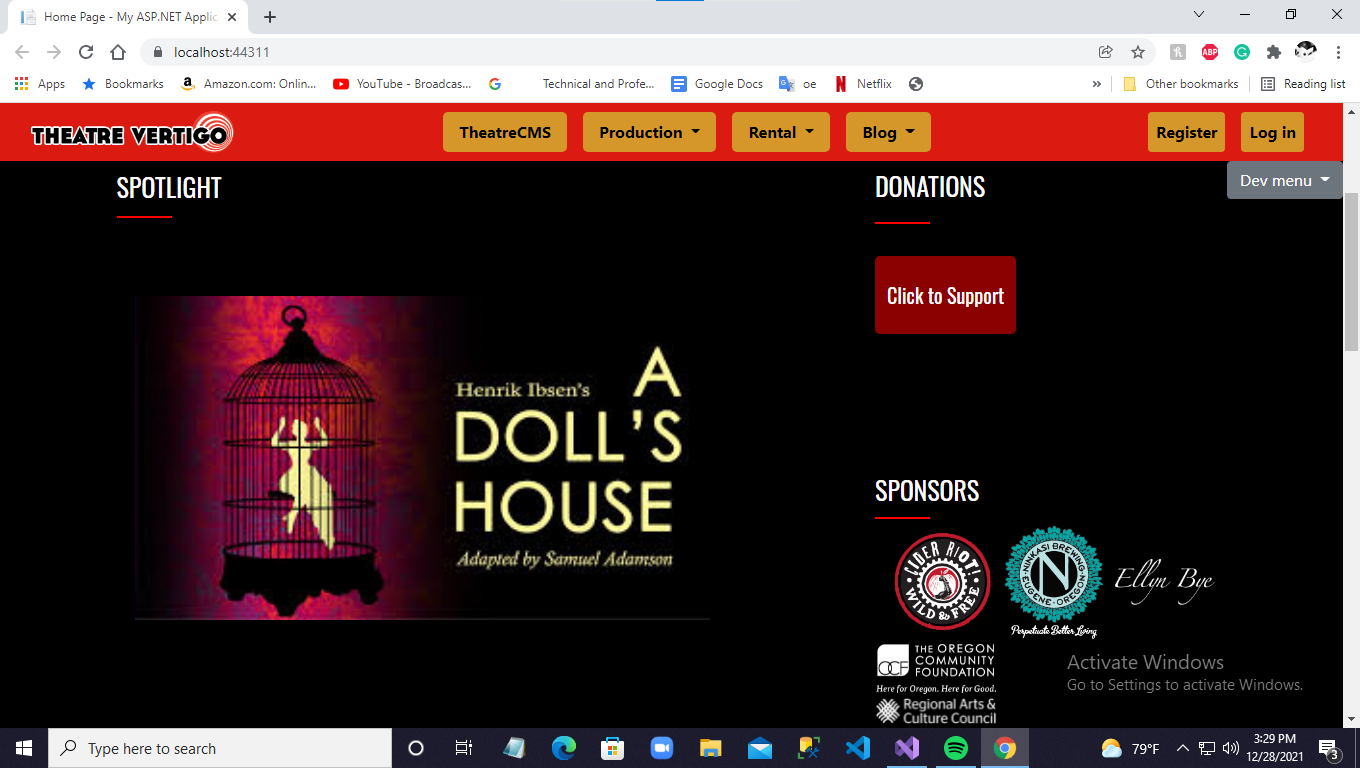 Home Page - My ASP.NET Applic
localhost:44311
ABP
Apps
Bookmarks
Amazon.com: Onlin...
YouTube - Broadcas...
Technical and Profe...
Google Docs
oe
Netflix
»
Other bookmarks
Reading list
THEATRE VERTIGO
TheatreCMS
Production
Rental
Blog
Register
Log in
Dev menu
SPOTLIGHT
DONATIONS
Click to Support
Henrik Ibsen's
A
DOLL'S
HOUSE
Adapted by Samuel Adamson
SPONSORS
CIDER RIOT!
WILD & FREE
NINKASI BREWING
N
EUGENE · OREGON
Perpetuate Better Living
Ellyn Bye
OCF
THE OREGON
COMMUNITY
FOUNDATION
Here for Oregon. Here for Good.
Regional Arts &
Culture Council
Activate Windows
Go to Settings to activate Windows.
Type here to search
79°F
3:29 PM
12/28/2021
3